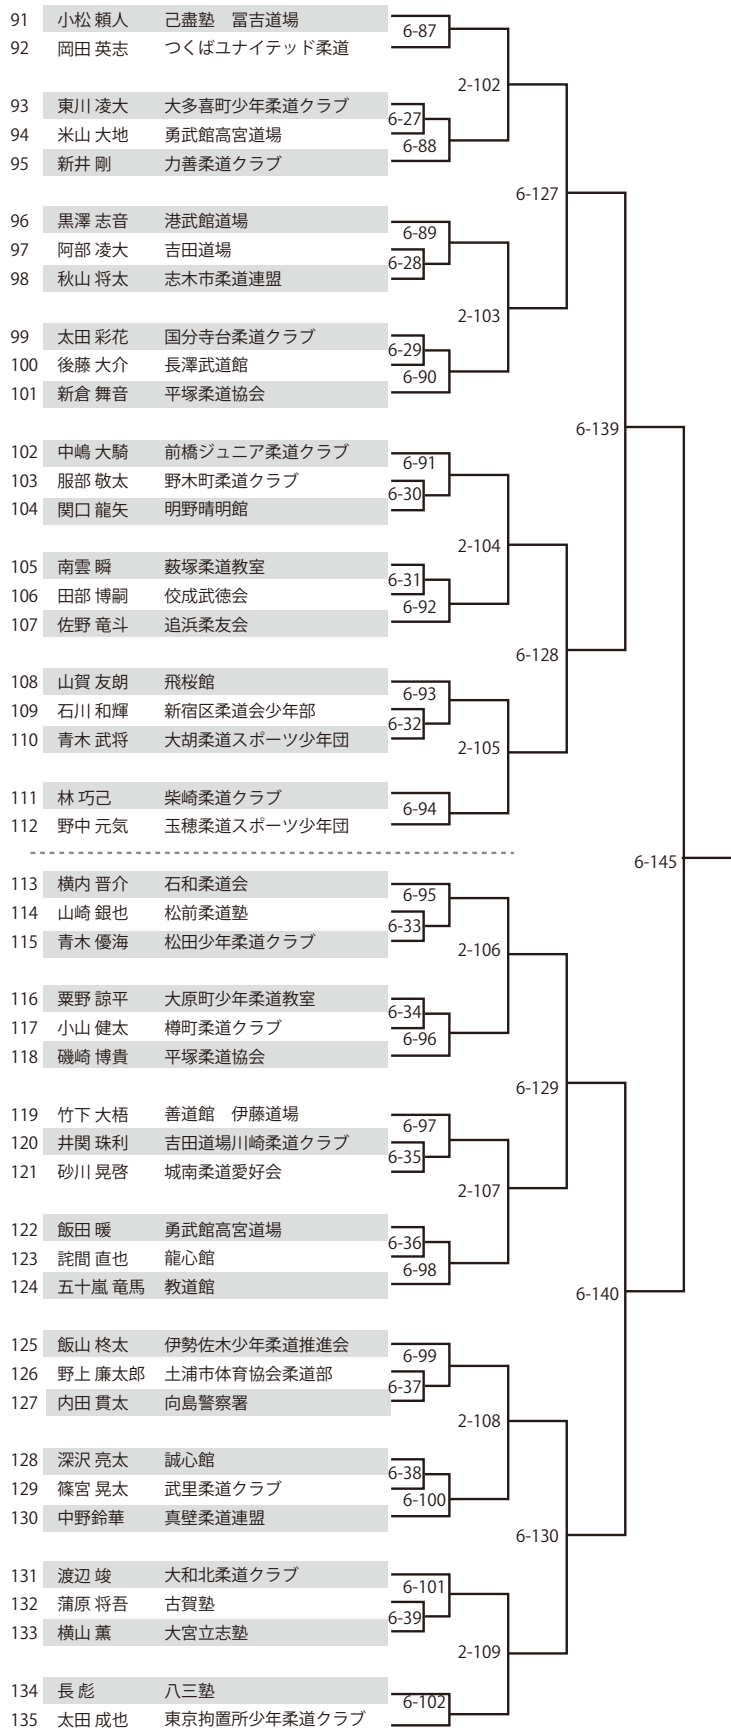 91 小松 頼人 己盡塾　冨吉道場
6-87
92 岡田 英志 つくばユナイテッド柔道
2-102
93 東川 凌大 大多喜町少年柔道クラブ
6-27
94 米山 大地 勇武館高宮道場
6-88
95 新井 剛 力善柔道クラブ
6-127
96 黒澤 志音 港武館道場
6-89
97 阿部 凌大 吉田道場
6-28
98 秋山 将太 志木市柔道連盟
2-103
99 太田 彩花 国分寺台柔道クラブ
6-29
100 後藤 大介 長澤武道館
6-90
101 新倉 舞音 平塚柔道協会
6-139
102 中嶋 大騎 前橋ジュニア柔道クラブ
6-91
103 服部 敬太 野木町柔道クラブ
6-30
104 関口 龍矢 明野晴明館
2-104
105 南雲 瞬 薮塚柔道教室
6-31
106 田部 博嗣 佼成武徳会
6-92
107 佐野 竜斗 追浜柔友会
6-128
108 山賀 友朗 飛桜館
6-93
109 石川 和輝 新宿区柔道会少年部
6-32
110 青木 武将 大胡柔道スポーツ少年団
2-105
111 林 巧己 柴崎柔道クラブ
6-94
112 野中 元気 玉穂柔道スポーツ少年団
6-145
113 横内 晋介 石和柔道会
6-95
114 山崎 銀也 松前柔道塾
6-33
115 青木 優海 松田少年柔道クラブ
2-106
116 粟野 諒平 大原町少年柔道教室
6-34
117 小山 健太 樽町柔道クラブ
6-96
118 磯崎 博貴 平塚柔道協会
6-129
119 竹下 大梧 善道館　伊藤道場
6-97
120 井関 珠利 吉田道場川崎柔道クラブ
6-35
121 砂川 晃啓 城南柔道愛好会
2-107
122 飯田 暖 勇武館高宮道場
6-36
123 詫間 直也 龍心館
6-98
124 五十嵐 竜馬 教道館
6-140
125 飯山 柊太 伊勢佐木少年柔道推進会
6-99
126 野上 廉太郎 土浦市体育協会柔道部
6-37
127 内田 貫太 向島警察署
2-108
128 深沢 亮太 誠心館
6-38
129 篠宮 晃太 武里柔道クラブ
6-100
130 中野鈴華 真壁柔道連盟
6-130
131 渡辺 竣 大和北柔道クラブ
6-101
132 蒲原 将吾 古賀塾
6-39
133 横山 薫 大宮立志塾
2-109
134 長 彪 八三塾
6-102
135 太田 成也 東京拘置所少年柔道クラブ